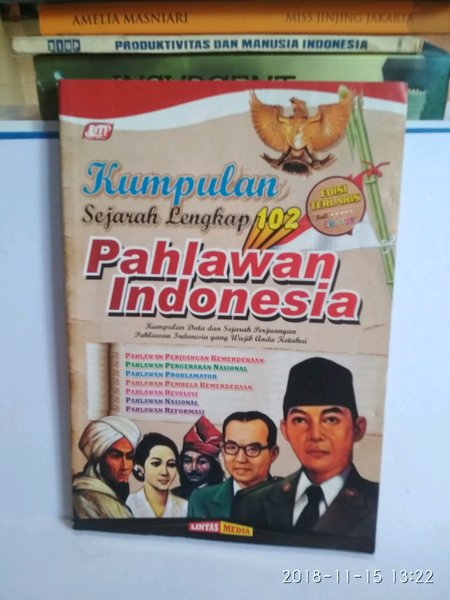 AMELIA MASNIARI
MISS JINJING JAKARTA
PRODUKTIVITAS DAN MANUSIA INDONESIA
Kumpulan
Sejarah Lengkap 102
EDISI
TERLARIS
Full
Pahlawan
Indonesia
Kumpulan Data dan Sejarah Perjuangan
Pahlawan Indonesia yang Wajib Anda Ketahui
PAHLAWAN PERJUANGAN KEMERDEKAAN
PAHLAWAN PERGERAKAN NASIONAL
PAHLAWAN PROKLAMATOR
PAHLAWAN PEMBELA KEMERDEKAAN
PAHLAWAN REVOLUSI
PAHLAWAN NASIONAL
PAHLAWAN REFORMASI
LINTAS MEDIA
2018-11-15 13:22